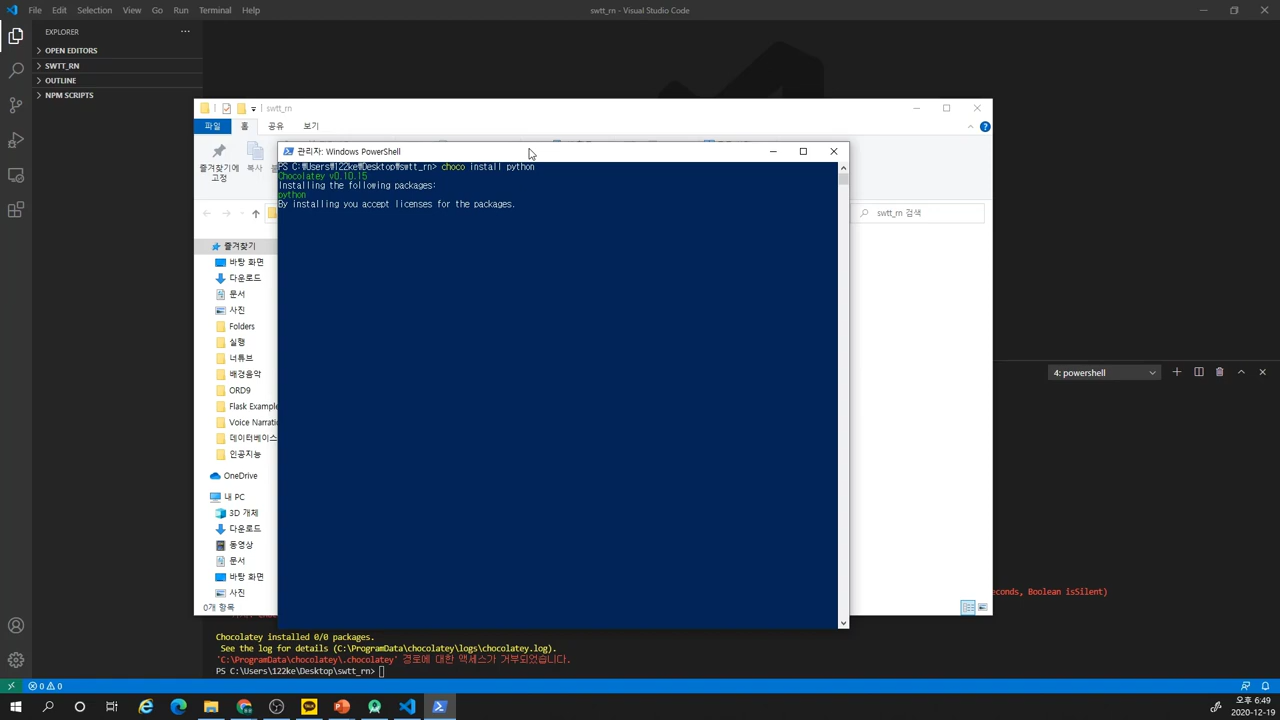 File Edit Selection View Go Run Terminal Help
swtt_rn - Visual Studio Code
EXPLORER
OPEN EDITORS
SWTT_RN
OUTLINE
NPM SCRIPTS
swtt_rn
파일 홈 공유 보기
즐겨찾기에
고정
복사
관리자: Windows PowerShell
PS C:₩Users₩122ke₩Desktop₩swtt_rn> choco install python
Chocolatey v0.10.15
Installing the following packages:
python
By installing you accept licenses for the packages.
swtt_rn 검색
즐겨찾기
바탕 화면
다운로드
문서
사진
Folders
실행
너튜브
배경음악
ORD9
Flask Example
Voice Narrati
데이터베이스
인공지능
OneDrive
내 PC
3D 개체
다운로드
동영상
문서
바탕 화면
사진
0개 항목
4: powershell
econds, Boolean isSilent)
Chocolatey installed 0/0 packages.
See the log for details (C:\ProgramData\chocolatey\logs\chocolatey.log).
'C:\ProgramData\chocolatey\.chocolatey' 경로에 대한 액세스가 거부되었습니다.
PS C:\Users\122ke\Desktop\swtt_rn>
0 0
TALK
오후 6:49
2020-12-19